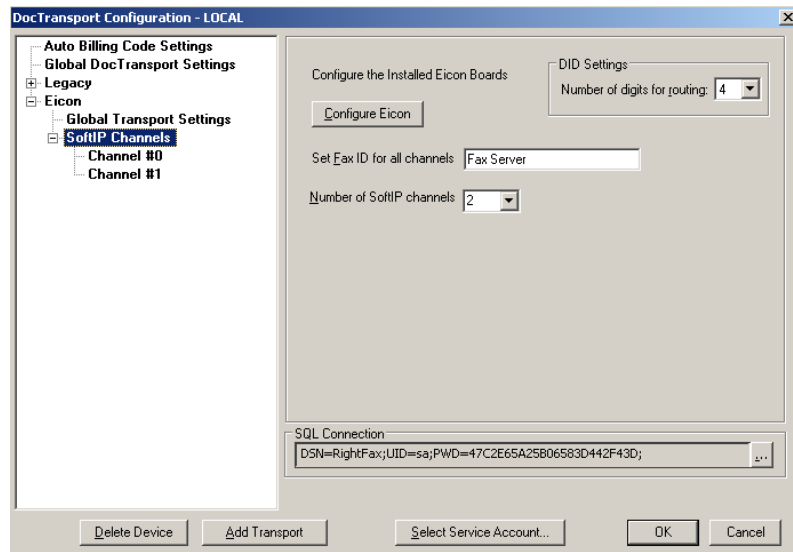 DocTransport Configuration - LOCAL
Auto Billing Code Settings
Global DocTransport Settings
Legacy
Eicon
Global Transport Settings
SoftIP Channels
Channel #0
Channel #1
Configure the Installed Eicon Boards
Configure Eicon
DID Settings
Number of digits for routing: 4
Set Fax ID for all channels Fax Server
Number of SoftIP channels 2
SQL Connection
DSN=RightFax;UID=sa;PWD=47C2E65A25B06583D442F43D;
...
Delete Device Add Transport Select Service Account... OK Cancel